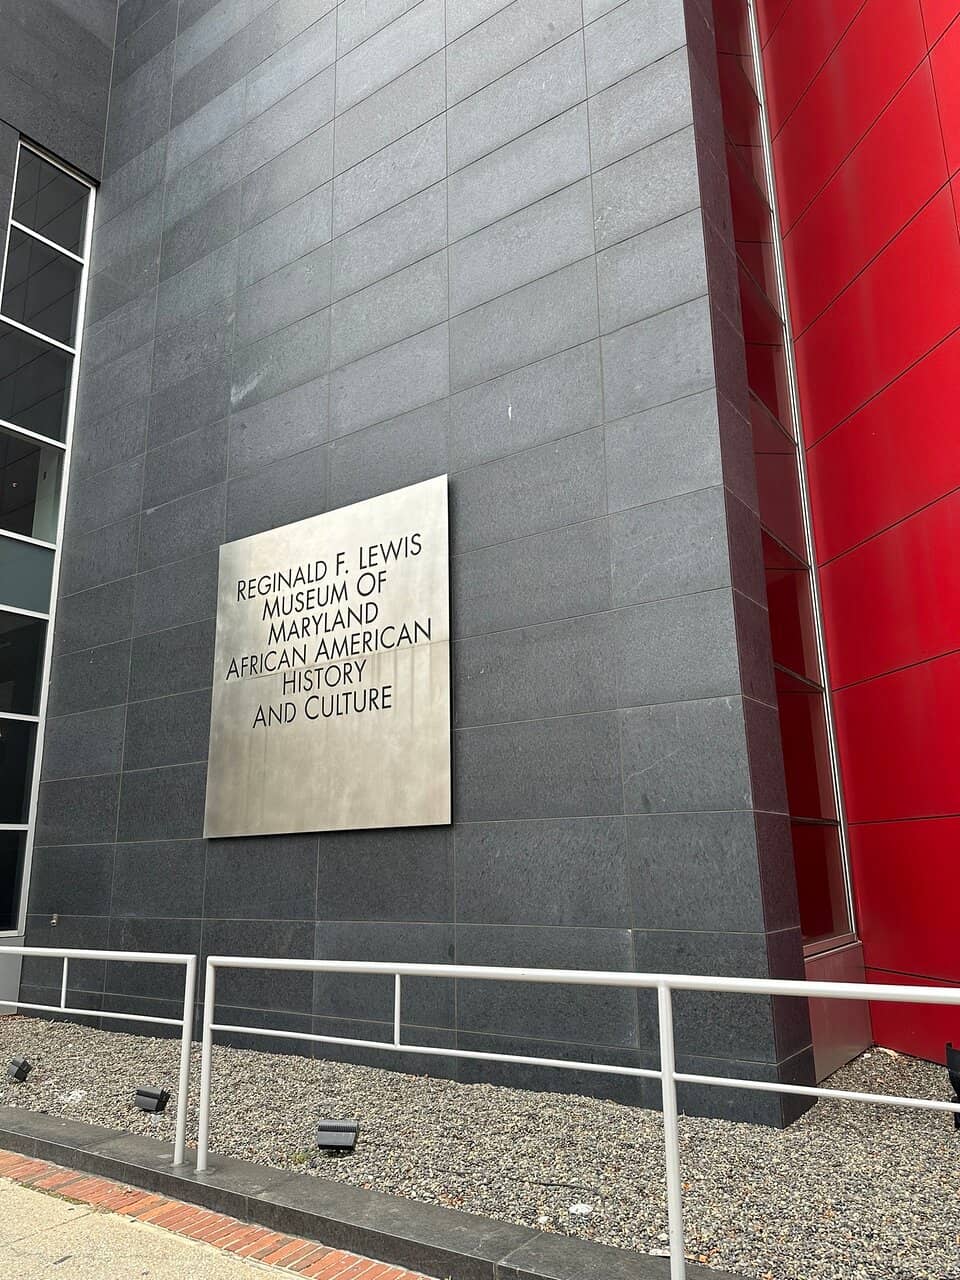 REGINALD F. LEWIS
MUSEUM OF
MARYLAND
AFRICAN AMERICAN
HISTORY
AND CULTURE